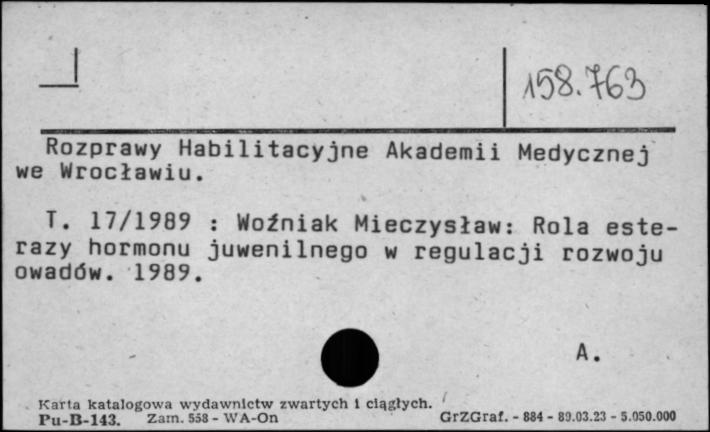 158.763
Rozprawy Habilitacyjne Akademii Medycznej
we Wrocławiu.
T. 17/1989 : Woźniak Mieczysław: Rola este-
razy hormonu juwenilnego w regulacji rozwoju
owadów. 1989.
A.
Karta katalogowa wydawnictw zwartych i ciągłych.
Pu-B-143. Zam. 558 - WA-On GrZGraf. - 884 - 89.03.23 - 5.050.000